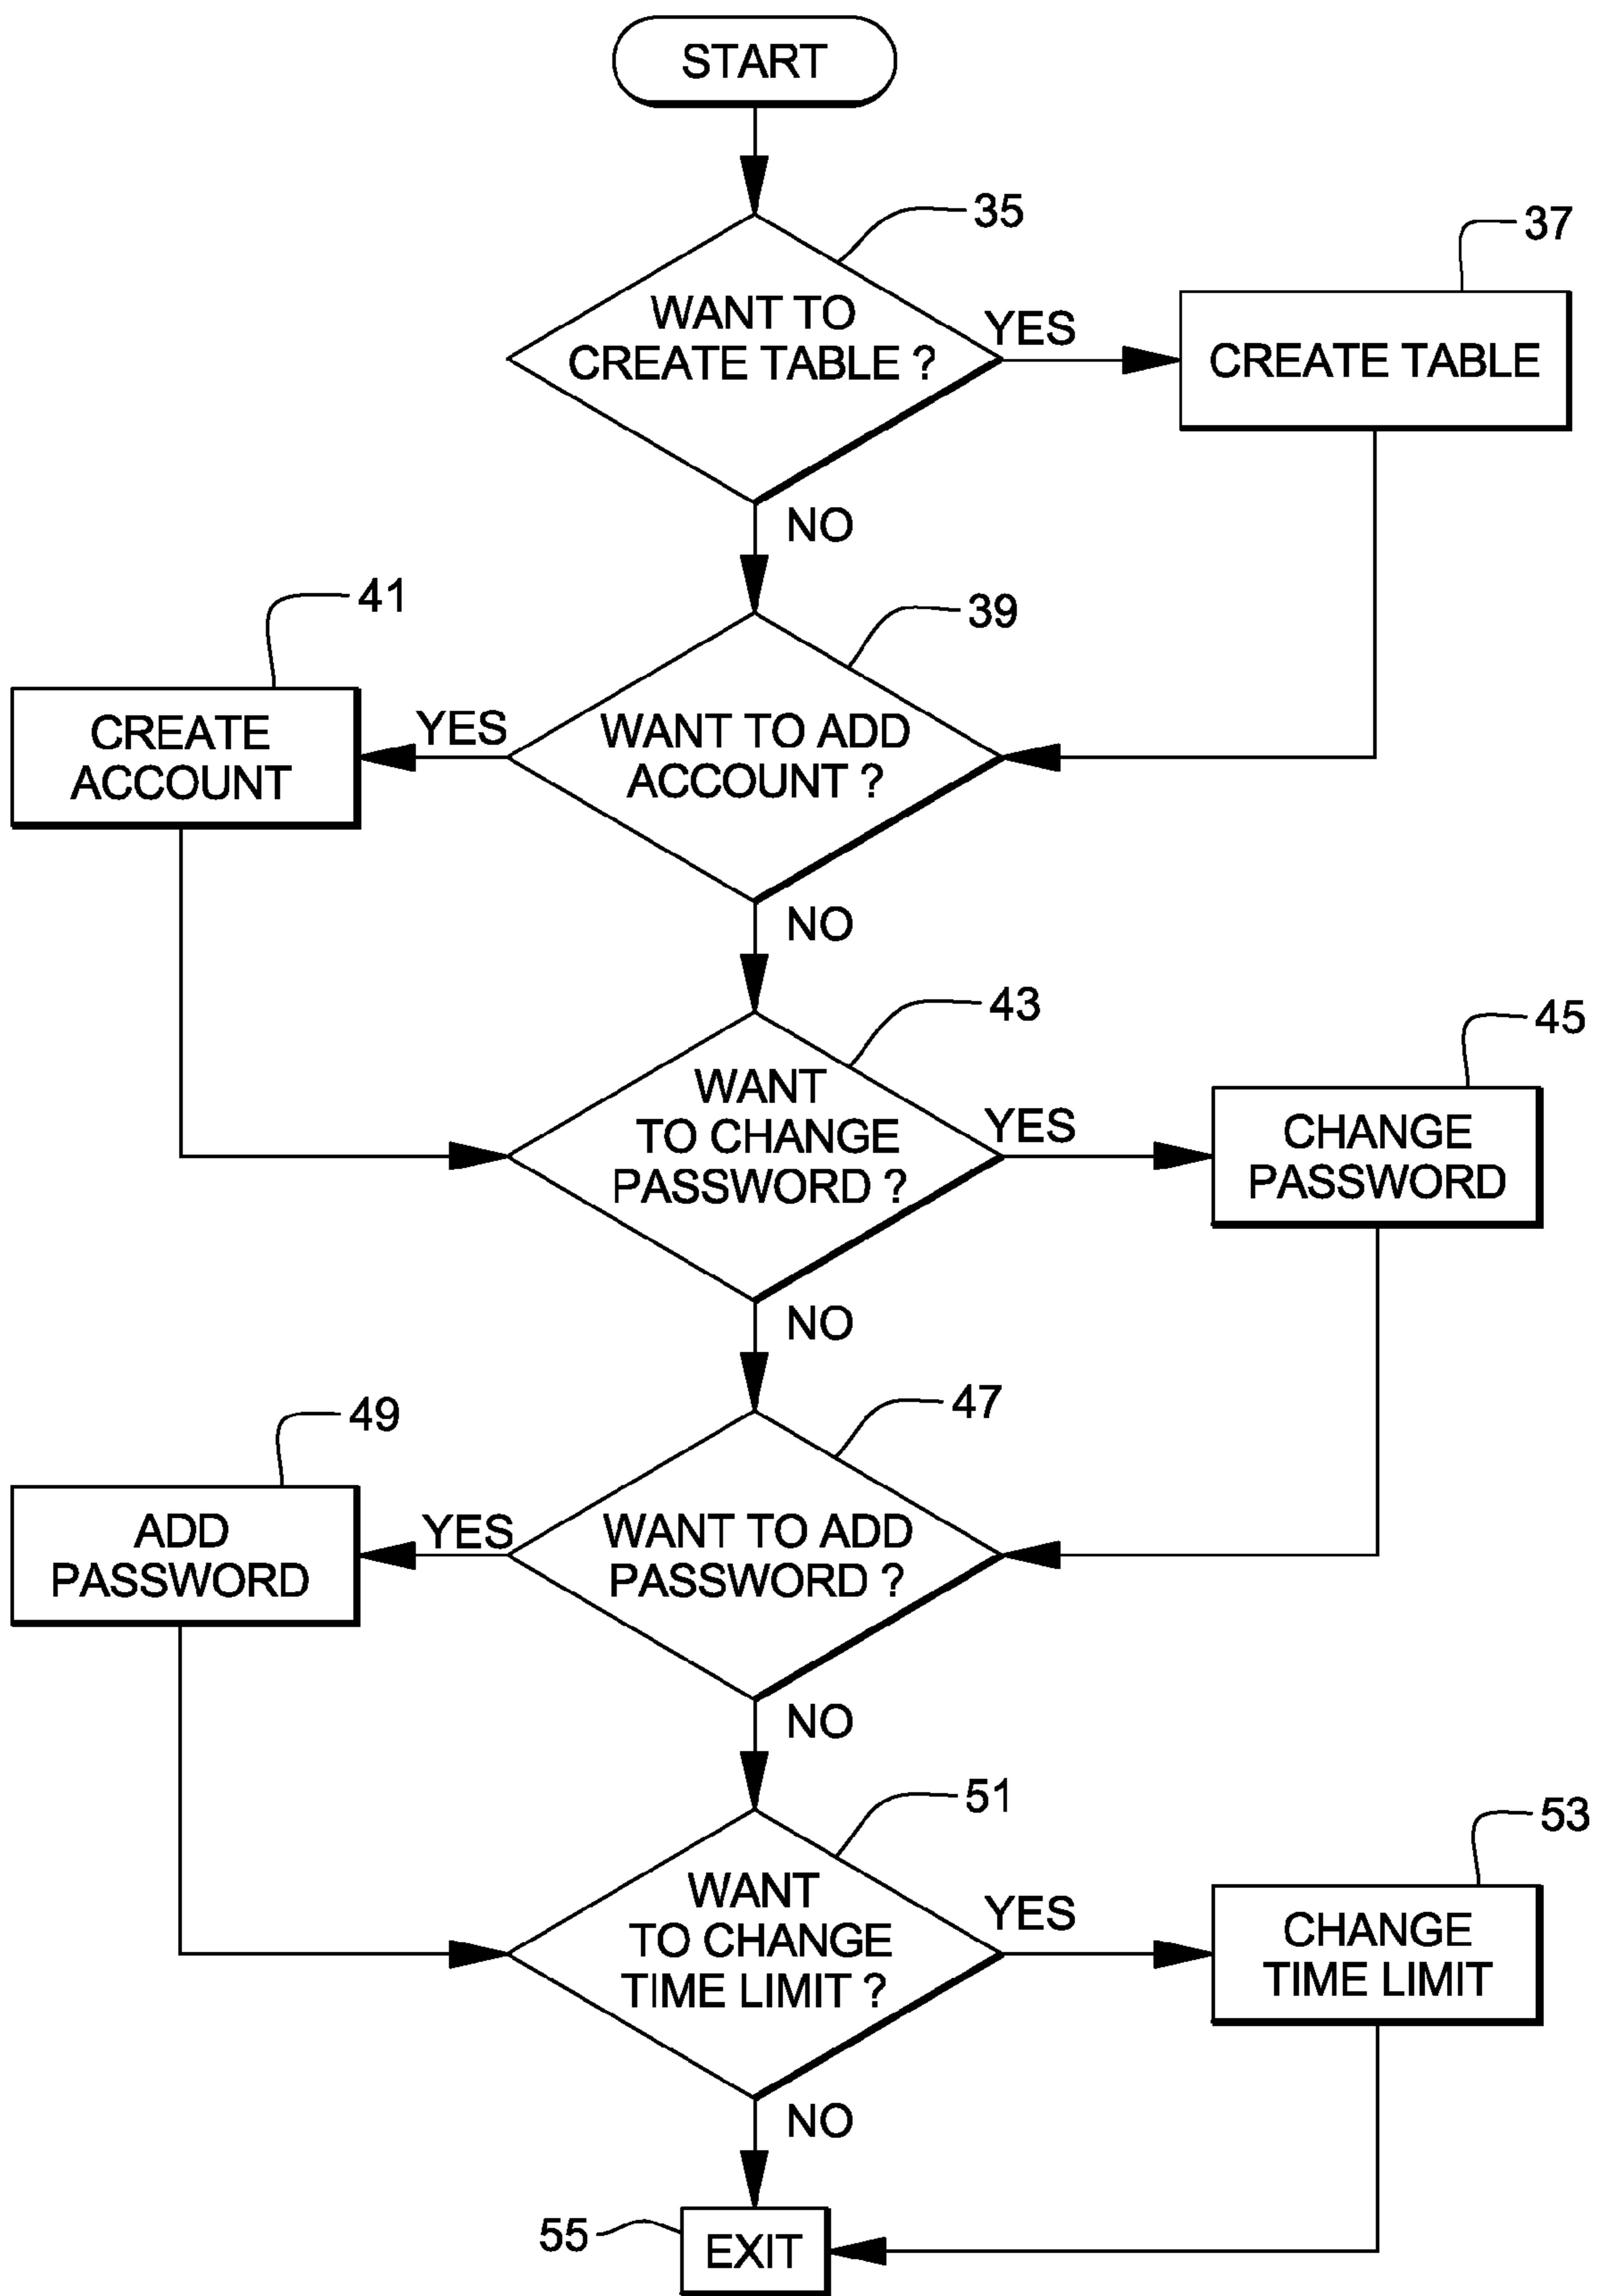 START
35
37
WANT TO
CREATE TABLE ?
YES
CREATE TABLE
NO
41
39
CREATE
ACCOUNT
YES
WANT TO ADD
ACCOUNT ?
NO
43
45
WANT
TO CHANGE
PASSWORD ?
YES
CHANGE
PASSWORD
NO
49
47
ADD
PASSWORD
YES
WANT TO ADD
PASSWORD ?
NO
51
53
WANT
TO CHANGE
TIME LIMIT ?
YES
CHANGE
TIME LIMIT
NO
55
EXIT